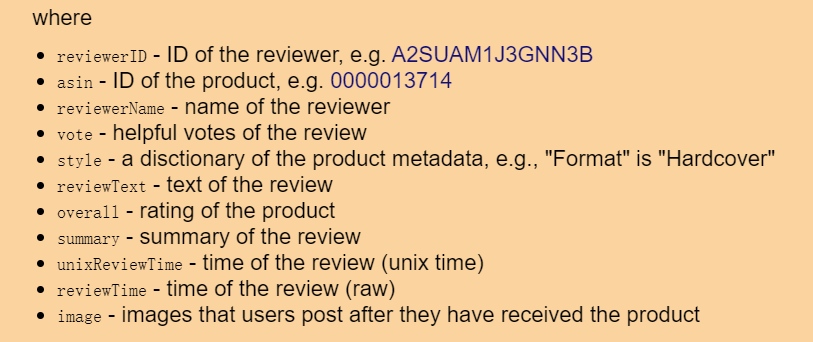 where
• reviewerID - ID of the reviewer, e.g. A2SUAM1J3GNN3B
• asin - ID of the product, e.g. 0000013714
• reviewerName - name of the reviewer
• vote - helpful votes of the review
• style - a disctionary of the product metadata, e.g., "Format" is "Hardcover"
• reviewText - text of the review
• overall - rating of the product
• summary - summary of the review
• unixReviewTime - time of the review (unix time)
• reviewTime - time of the review (raw)
• image - images that users post after they have received the product